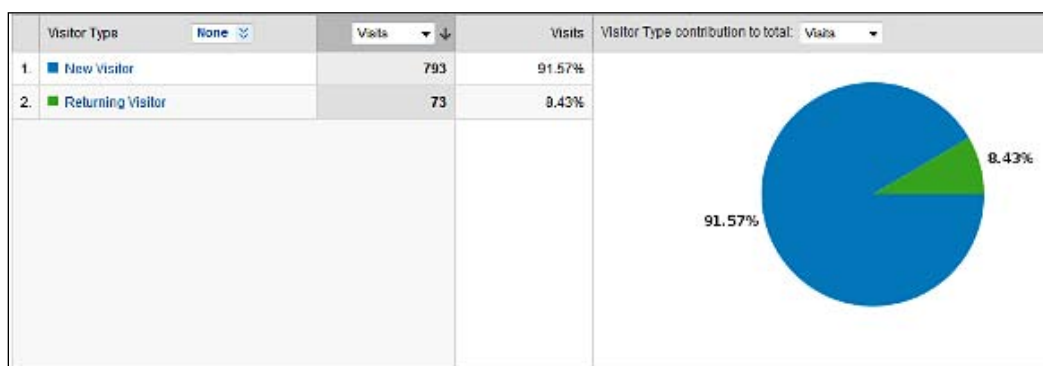 Visitor Type None Visits Visits Visitor Type contribution to total: Visits
1. New Visitor 793 91.57%
2. Returning Visitor 73 8.43%
8.43%
91.57%